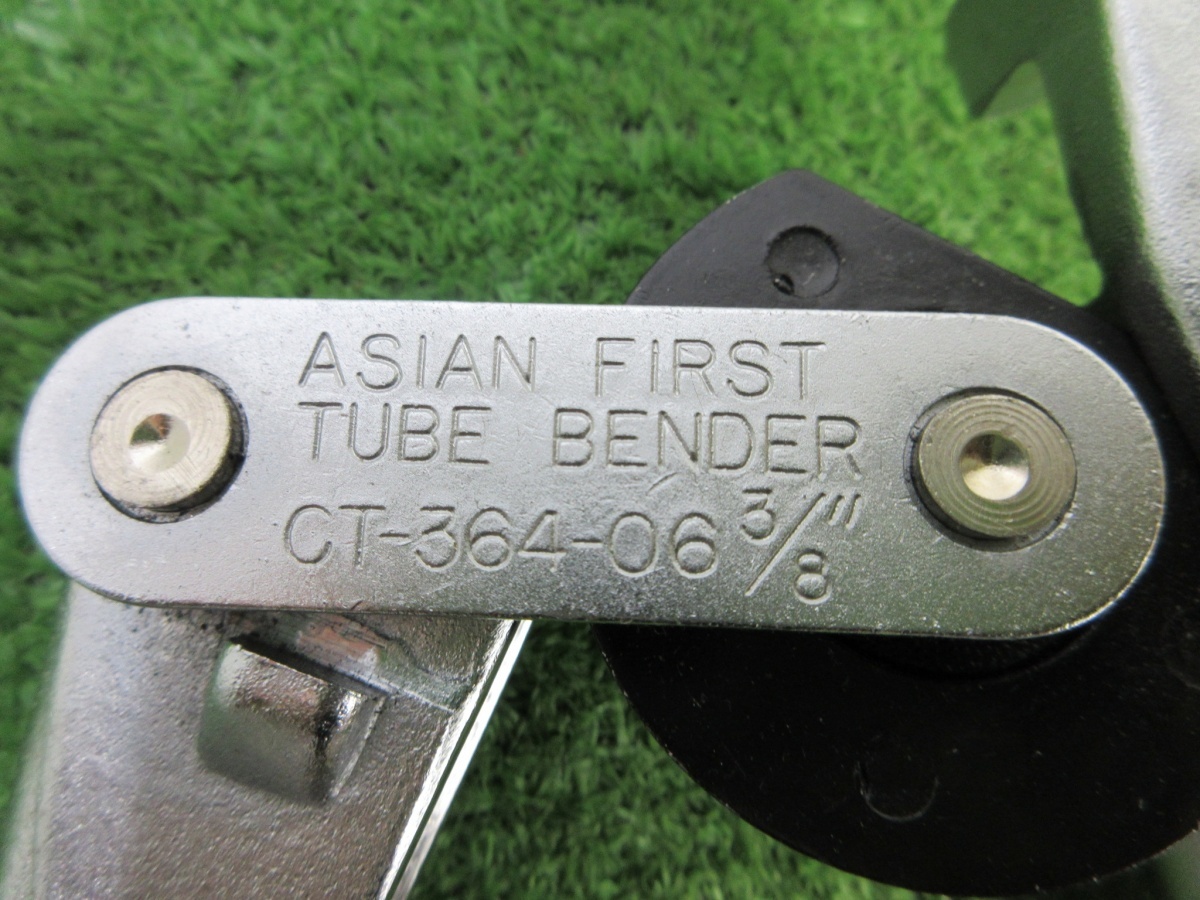 ASIAN FIRST
TUBE BENDER
CT-364-06 3/8"